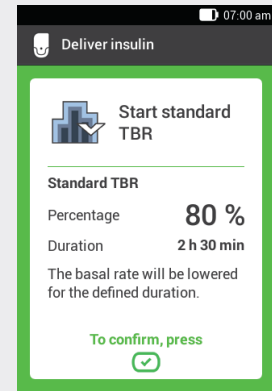 07:00 am
Deliver insulin
Start standard
TBR
Standard TBR
Percentage 80 %
Duration 2 h 30 min
The basal rate will be lowered
for the defined duration.
To confirm, press